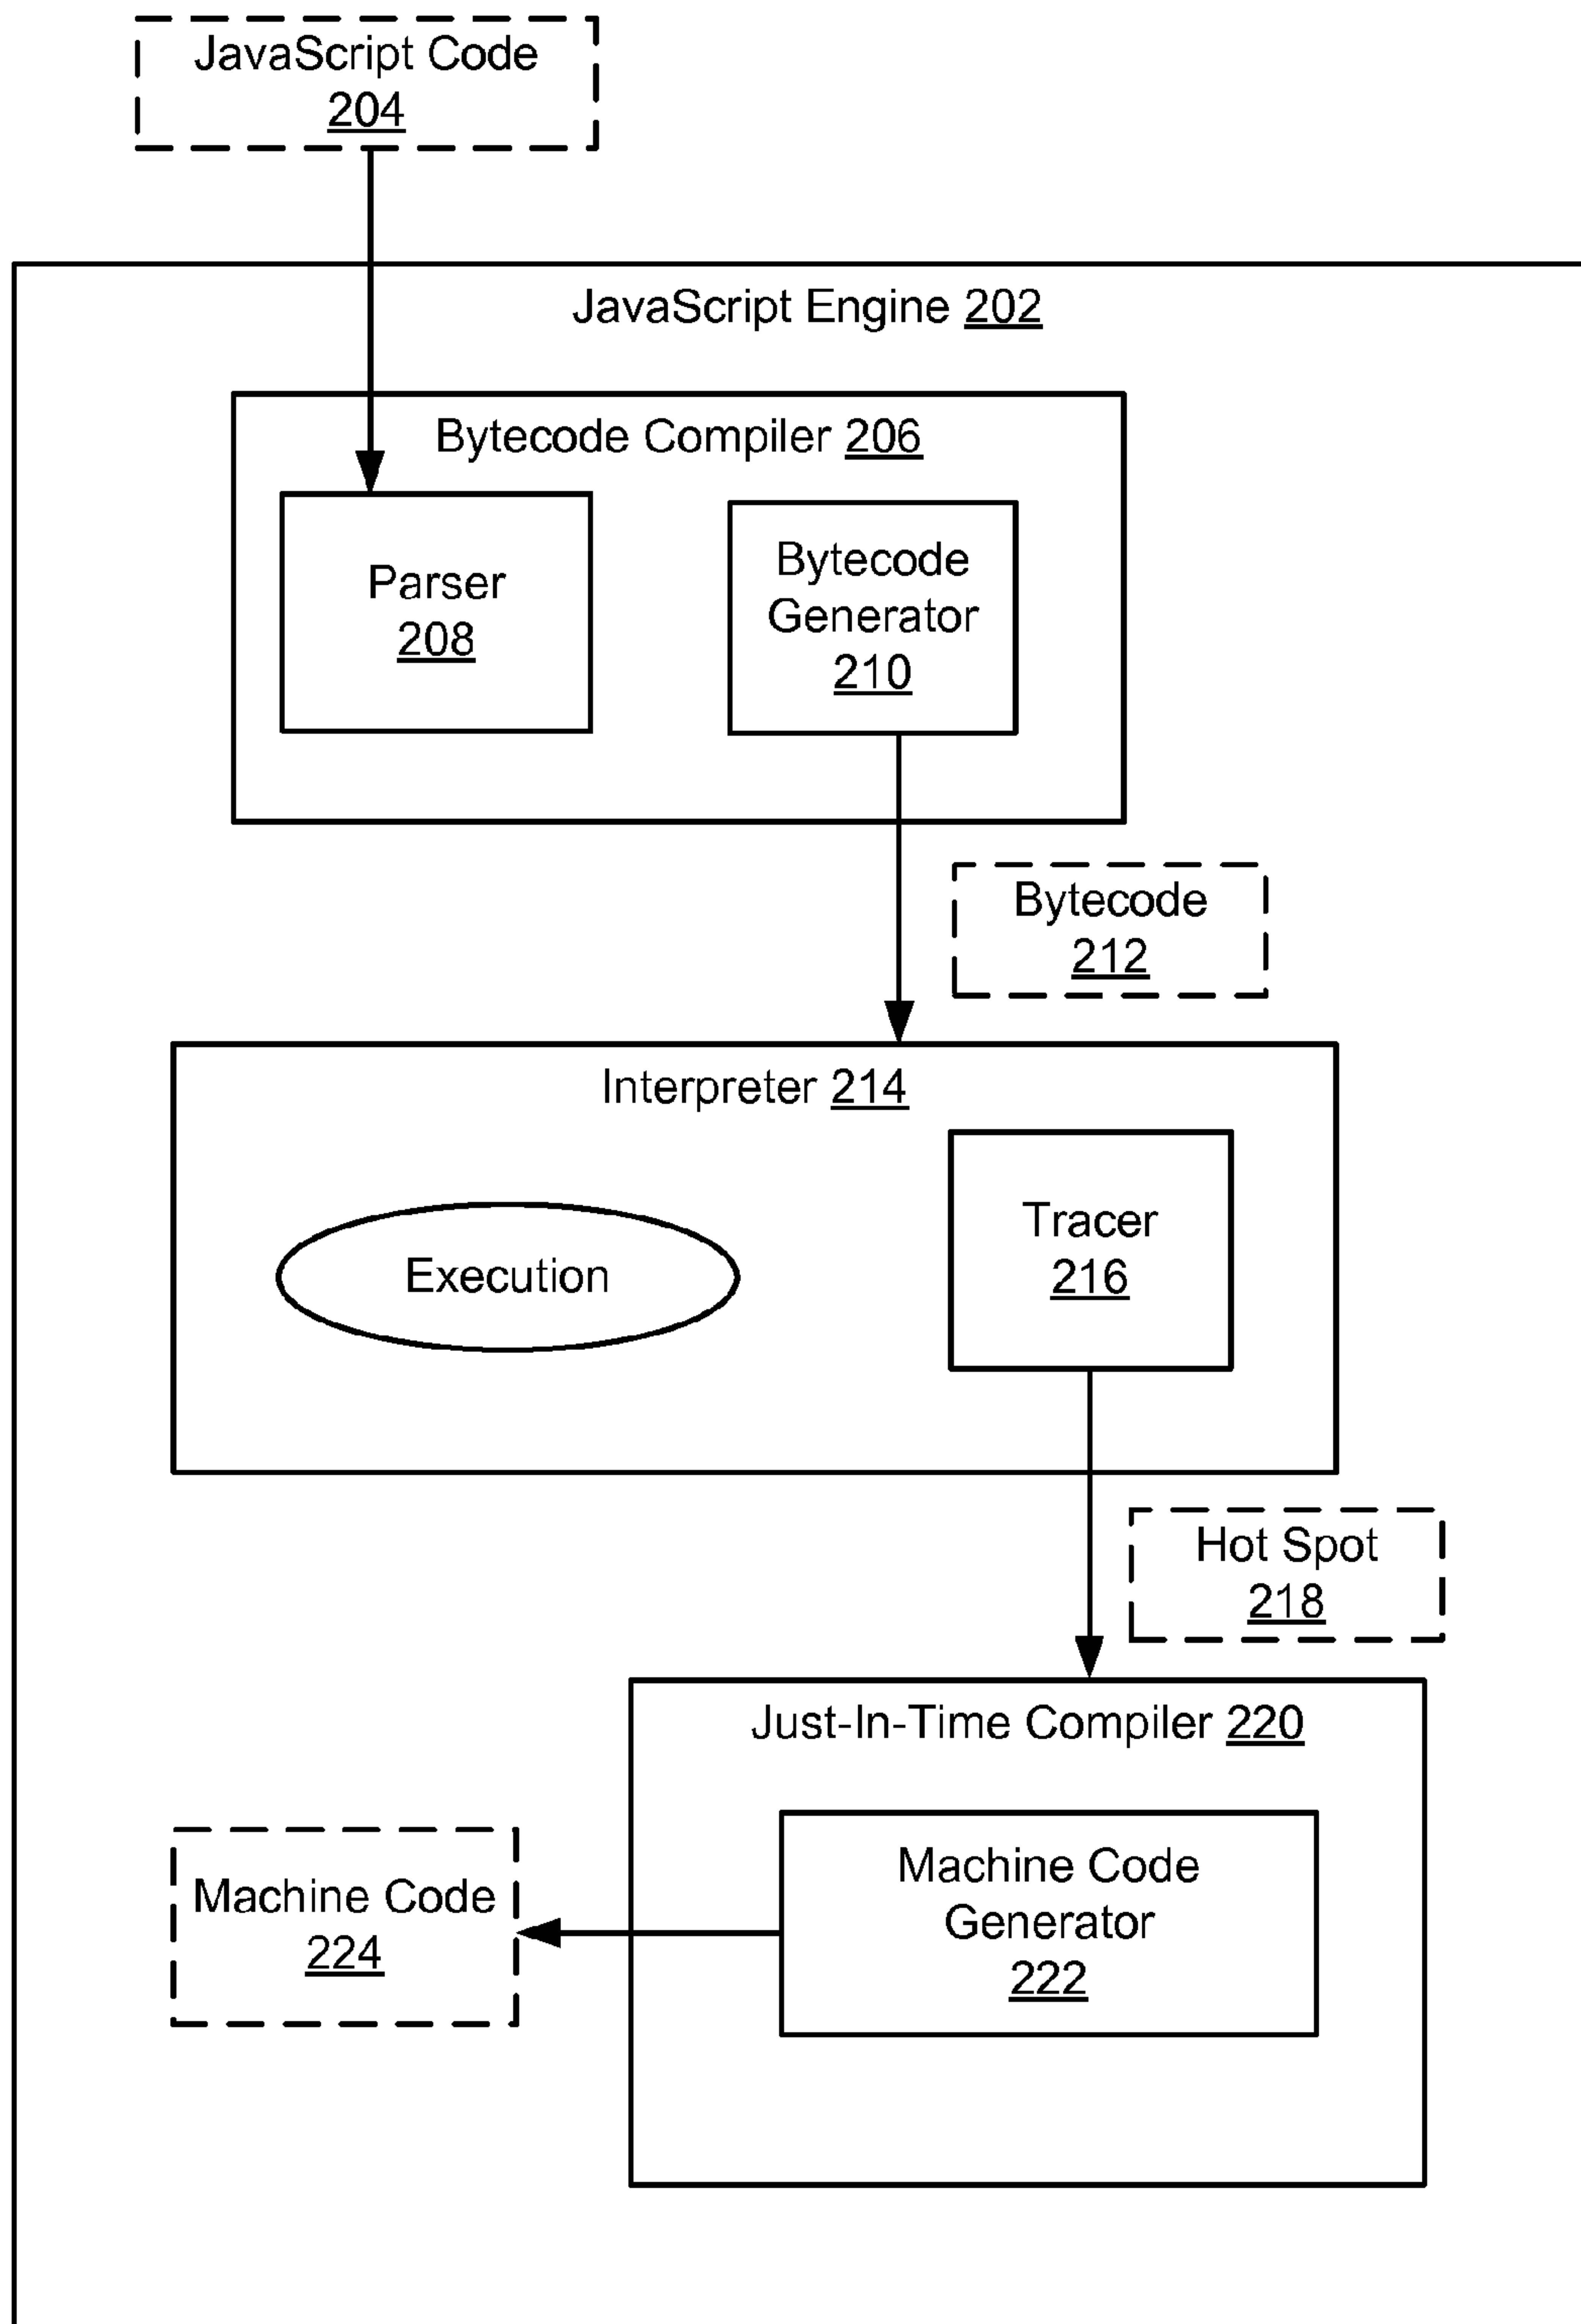 JavaScript Code
204
JavaScript Engine 202
Bytecode Compiler 206
Parser
208
Bytecode
Generator
210
Bytecode
212
Interpreter 214
Execution
Tracer
216
Hot Spot
218
Just-In-Time Compiler 220
Machine Code
Generator
222
Machine Code
224